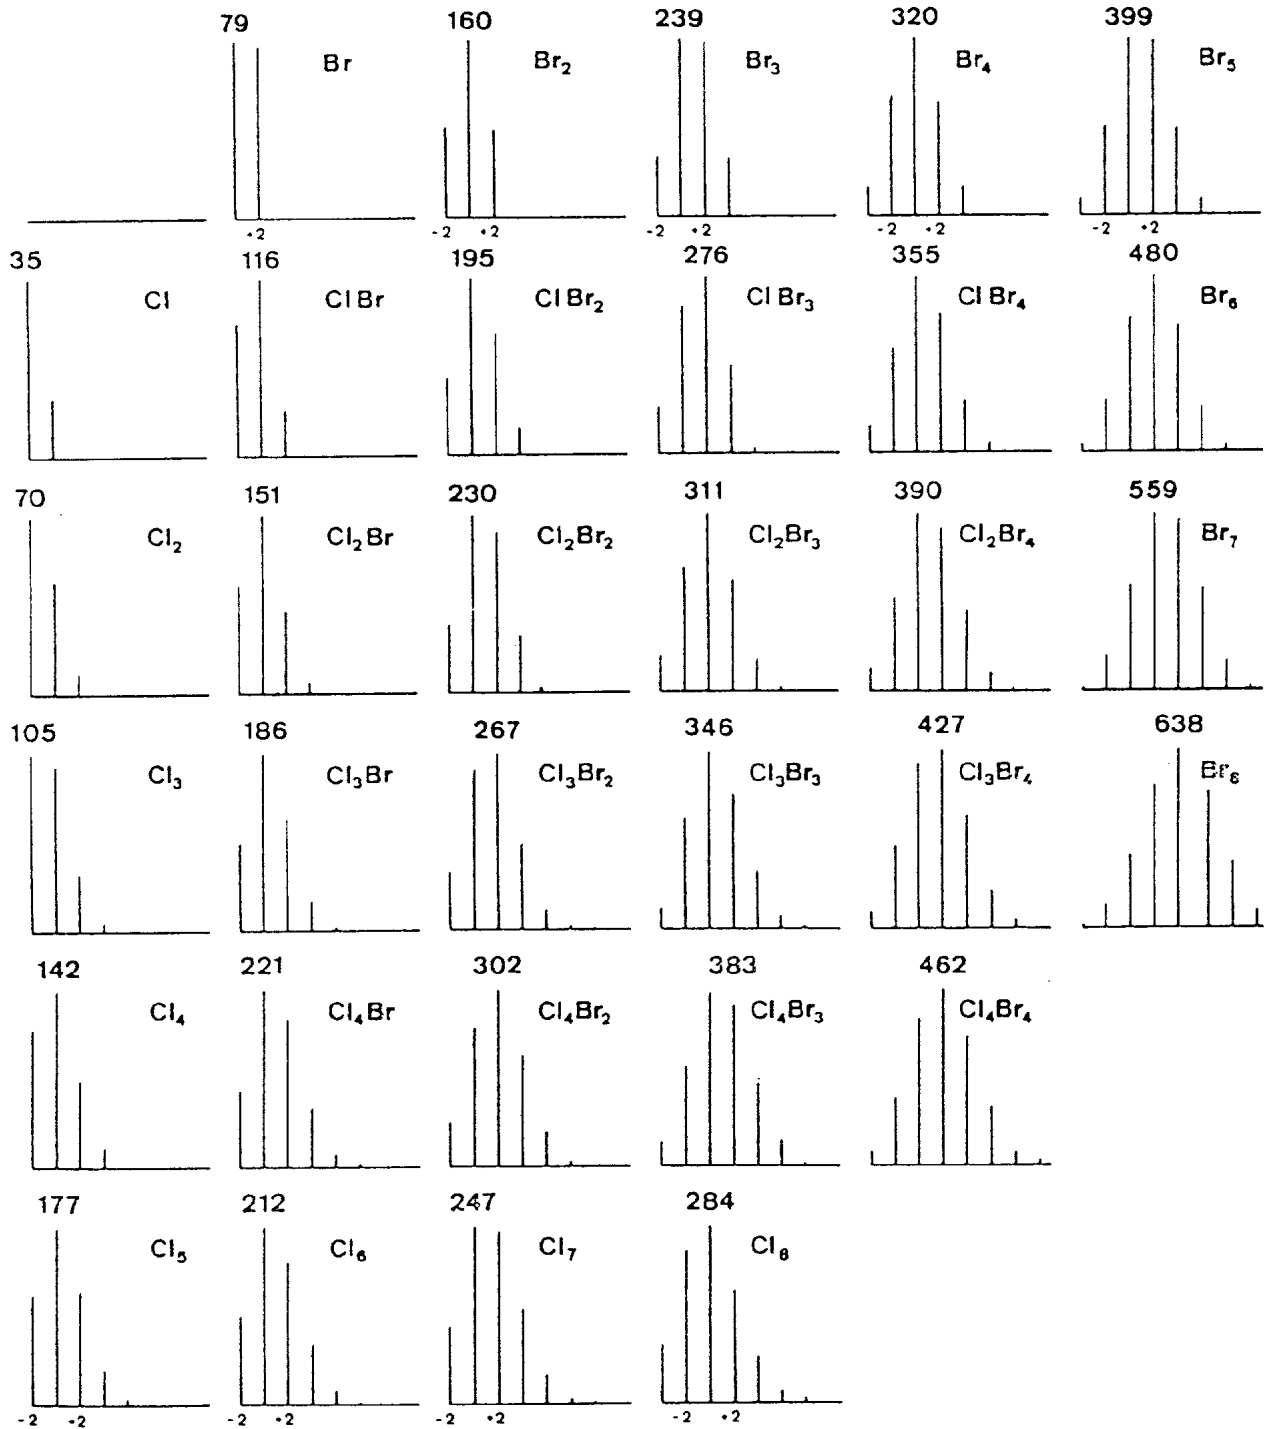 79 160 239 320 399
Br Br₂ Br₃ Br₄ Br₅
+2 -2 +2 -2 +2 -2 +2 -2 +2
35 116 195 276 355 480
Cl ClBr ClBr₂ ClBr₃ ClBr₄ Br₆
70 151 230 311 390 559
Cl₂ Cl₂Br Cl₂Br₂ Cl₂Br₃ Cl₂Br₄ Br₇
105 186 267 346 427 638
Cl₃ Cl₃Br Cl₃Br₂ Cl₃Br₃ Cl₃Br₄ Br₈
142 221 302 383 462
Cl₄ Cl₄Br Cl₄Br₂ Cl₄Br₃ Cl₄Br₄
177 212 247 284
Cl₅ Cl₆ Cl₇ Cl₈
-2 +2 -2 +2 -2 +2 -2 +2